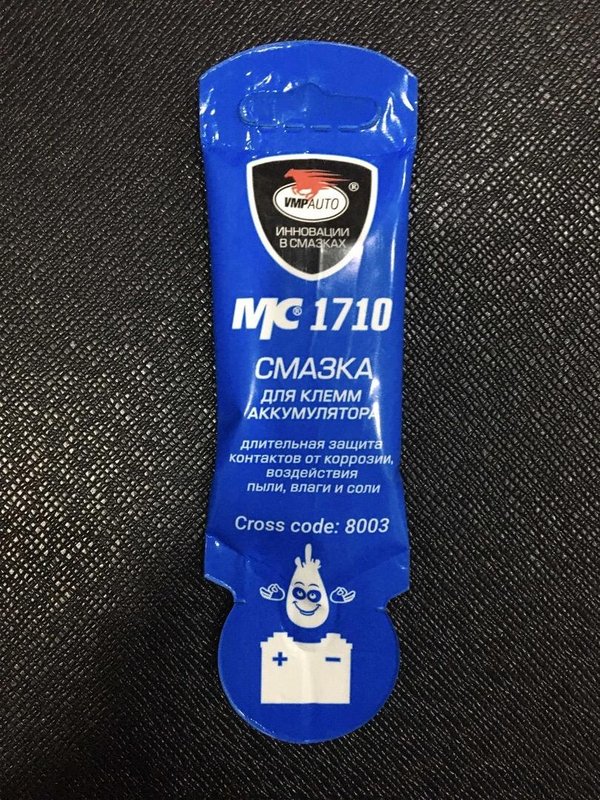 VMPAUTO ®
ИННОВАЦИИ
В СМАЗКАХ
МС® 1710
СМАЗКА
ДЛЯ КЛЕММ
АККУМУЛЯТОРА
длительная защита
контактов от коррозии,
воздействия
пыли, влаги и соли
Cross code: 8003
+ −